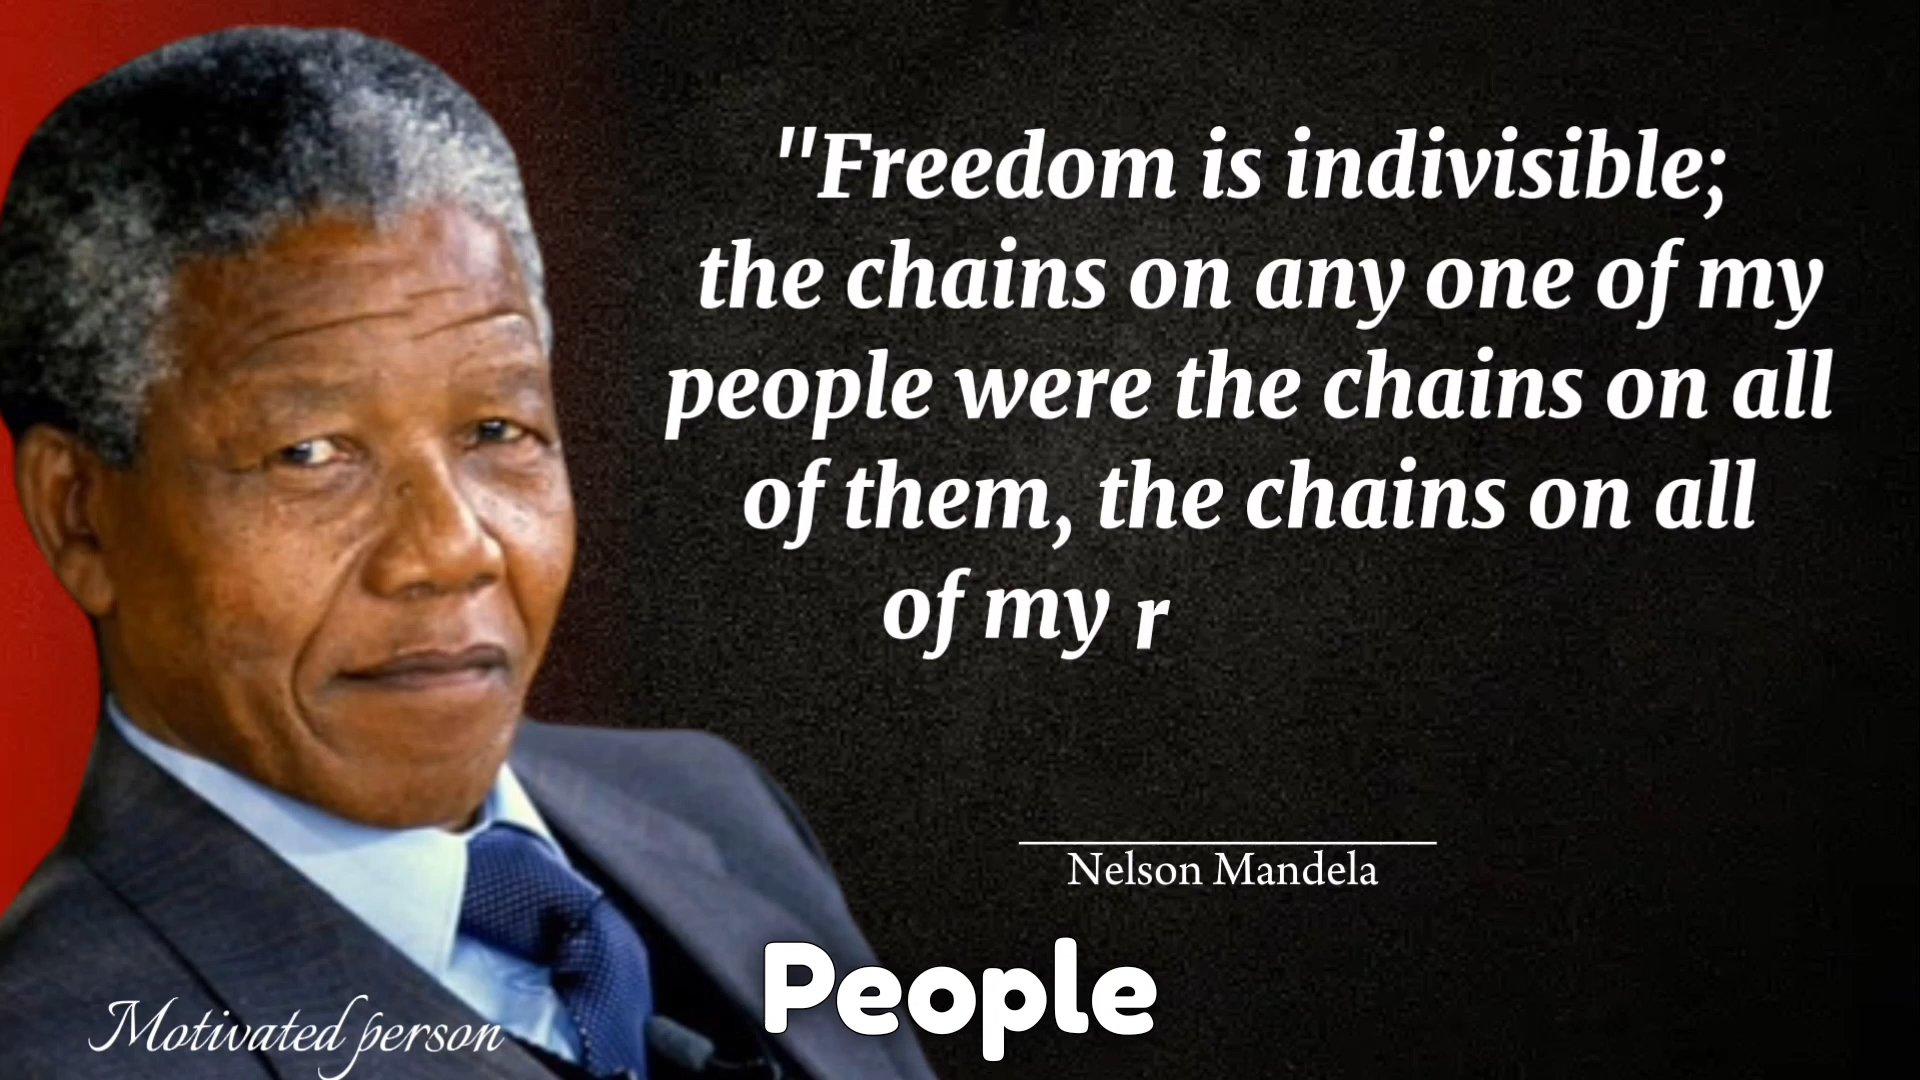 "Freedom is indivisible;
the chains on any one of my
people were the chains on all
of them, the chains on all
of my r
Nelson Mandela
People
Motivated person